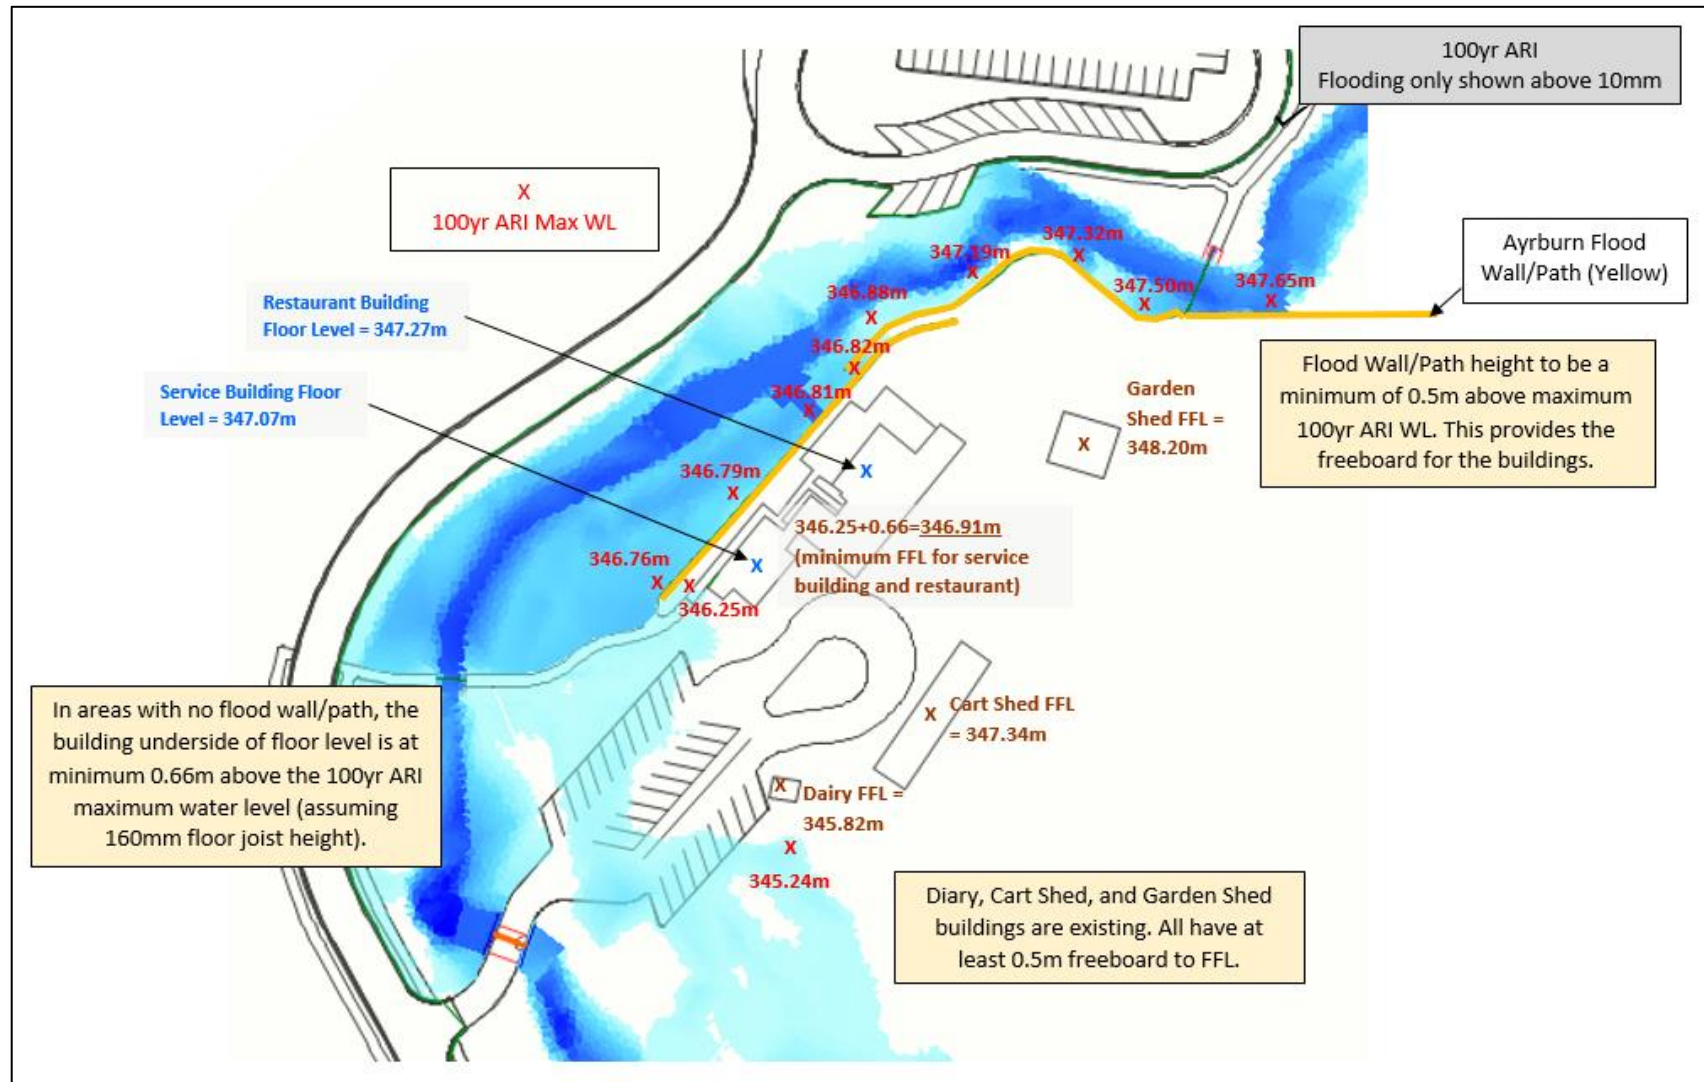 100yr ARI
Flooding only shown above 10mm
X
100yr ARI Max WL
Ayrburn Flood
Wall/Path (Yellow)
347.32m
X
347.19m
X
347.50m
X
347.65m
X
346.88m
X
Restaurant Building
Floor Level = 347.27m
346.82m
X
Flood Wall/Path height to be a
minimum of 0.5m above maximum
100yr ARI WL. This provides the
freeboard for the buildings.
Service Building Floor
Level = 347.07m
346.81m
X
Garden
Shed FFL =
348.20m
X
346.79m
X
X
346.25+0.66=346.91m
(minimum FFL for service
building and restaurant)
346.76m
X
X
346.25m
X
In areas with no flood wall/path, the
building underside of floor level is at
minimum 0.66m above the 100yr ARI
maximum water level (assuming
160mm floor joist height).
X
Cart Shed FFL
= 347.34m
X
Dairy FFL =
345.82m
X
345.24m
Diary, Cart Shed, and Garden Shed
buildings are existing. All have at
least 0.5m freeboard to FFL.